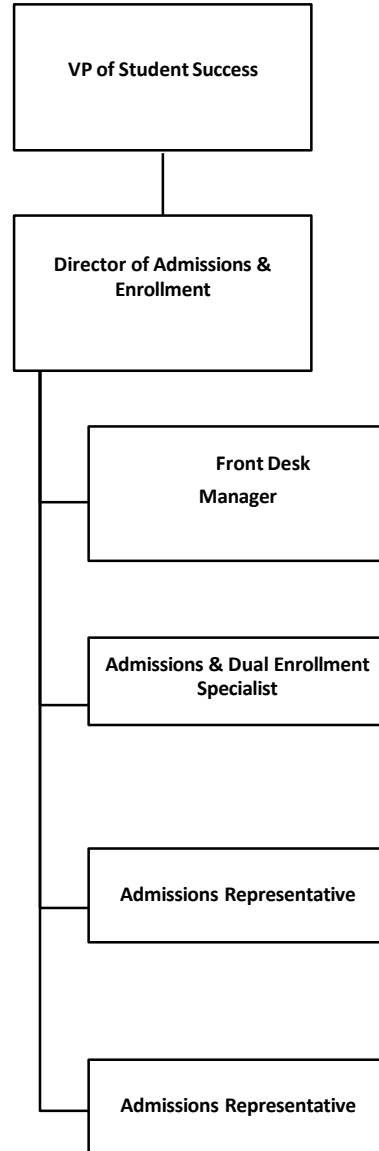 VP of Student Success
Director of Admissions &
Enrollment
Front Desk
Manager
Admissions & Dual Enrollment
Specialist
Admissions Representative
Admissions Representative